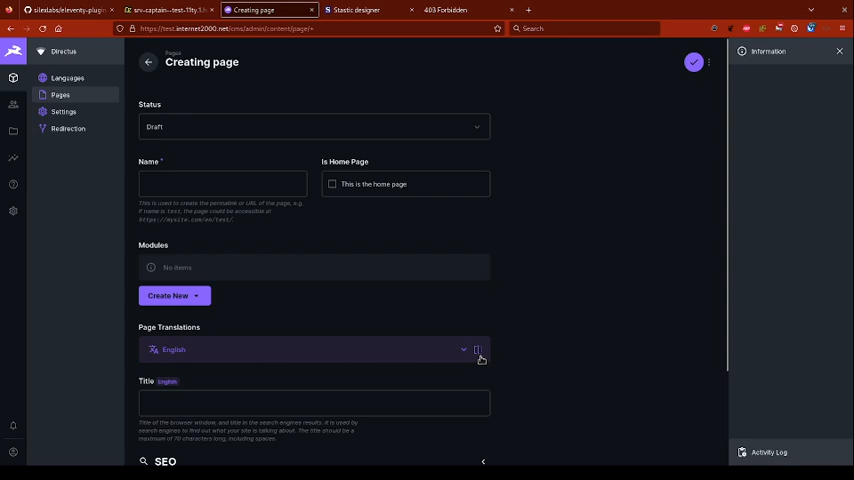 silexlabs/eleventy-plugin
srv-captain--test-11ty.1.h
Creating page
Stastic designer
403 Forbidden
https://test.internet2000.net/cms/admin/content/page/+
Search
Directus
Languages
Pages
Settings
Redirection
Pages
Creating page
Status
Draft
Name *
Is Home Page
This is the home page
This is used to create the permalink or URL of the page, e.g.
if name is test, the page could be accessible at
https://mysite.com/en/test/.
Modules
No items
Create New
Page Translations
English
Title English
Title of the browser window, and title in the search engines results. It is used by
search engines to find out what your site is talking about. The title should be a
maximum of 70 characters long, including spaces.
SEO
Information
Activity Log